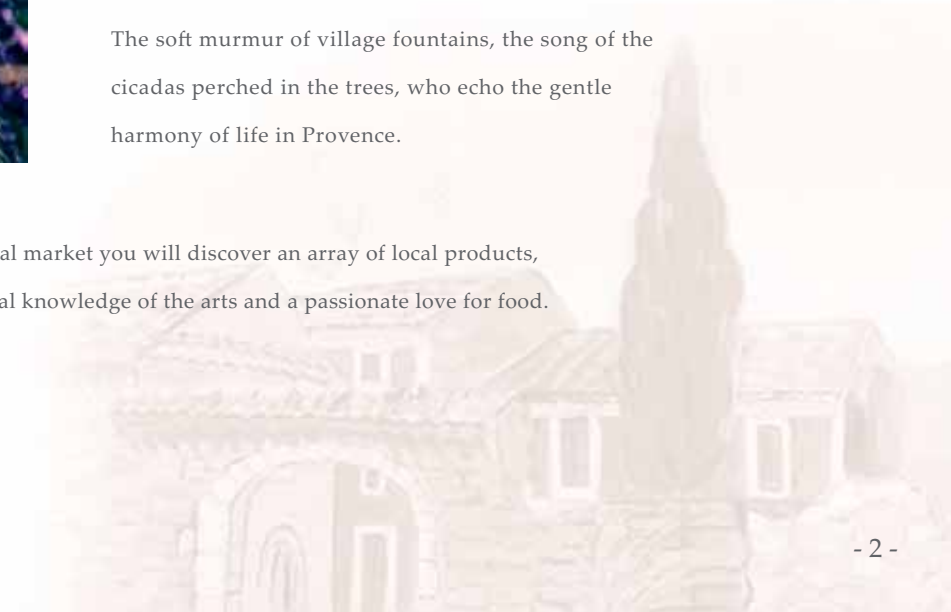 The soft murmur of village fountains, the song of the
cicadas perched in the trees, who echo the gentle
harmony of life in Provence.
al market you will discover an array of local products,
al knowledge of the arts and a passionate love for food.
- 2 -